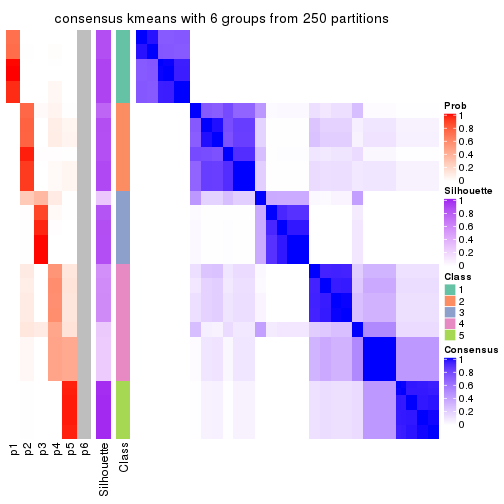 consensus kmeans with 6 groups from 250 partitions
Prob
1
0.8
0.6
0.4
0.2
0
Silhouette
1
0.8
0.6
0.4
0.2
0
Class
1
2
3
4
5
Consensus
1
0.8
0.6
0.4
0.2
0
p1
p2
p3
p4
p5
p6
Silhouette
Class